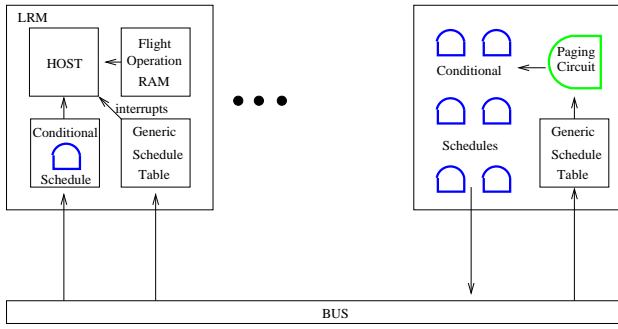 LRM
HOST
Flight
Operation
RAM
interrupts
Conditional
Schedule
Generic
Schedule
Table
Conditional
Schedules
Paging
Circuit
Generic
Schedule
Table
BUS